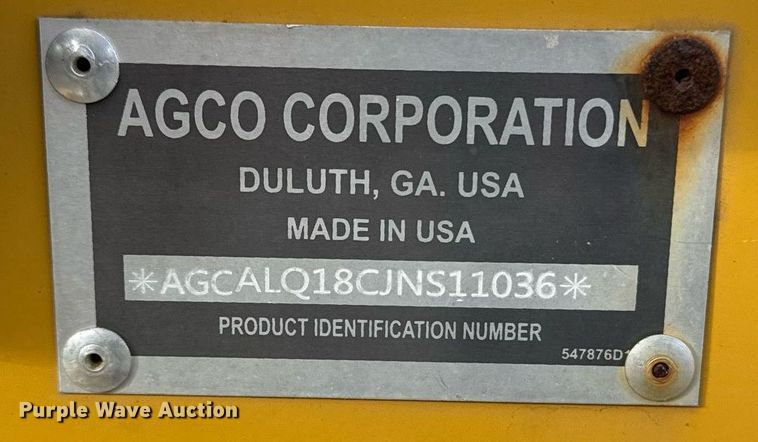 AGCO CORPORATION
DULUTH, GA. USA
MADE IN USA
*AGCALQ18CJNS11036*
PRODUCT IDENTIFICATION NUMBER
547876D1
Purple Wave Auction